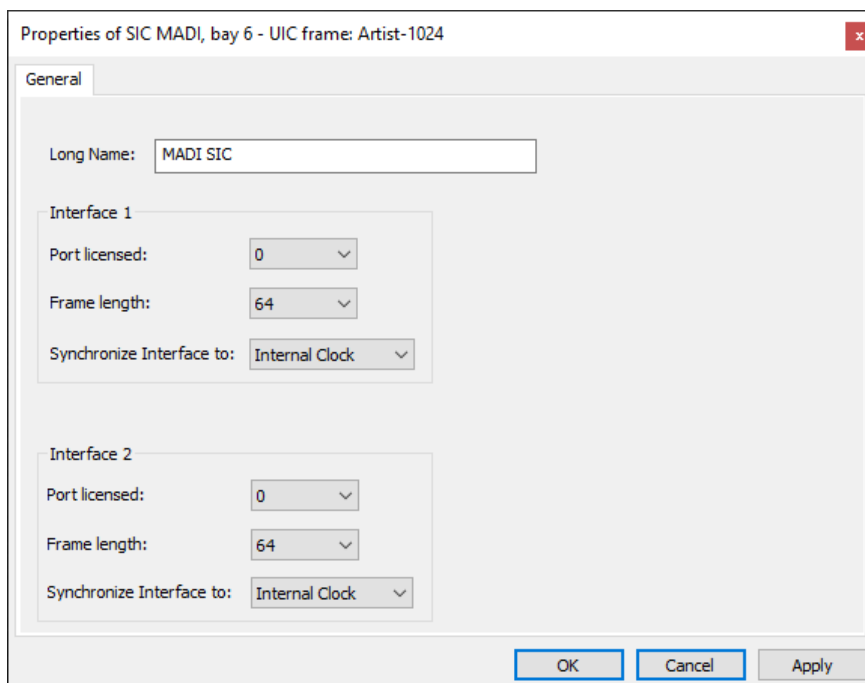 Properties of SIC MADI, bay 6 - UIC frame: Artist-1024
x
General
Long Name: MADI SIC
Interface 1
Port licensed: 0
Frame length: 64
Synchronize Interface to: Internal Clock
Interface 2
Port licensed: 0
Frame length: 64
Synchronize Interface to: Internal Clock
OK Cancel Apply